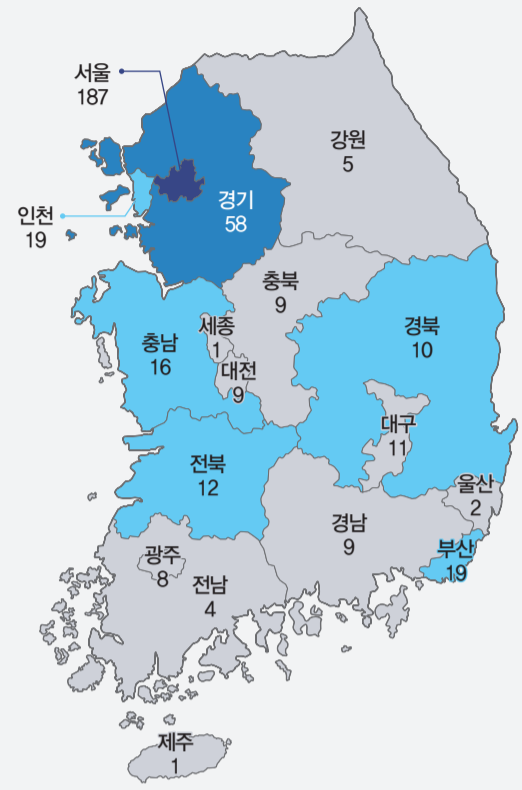 서울
187
강원
5
경기
58
인천
19
충북
9
세종
1
경북
10
충남
16
대전
9
대구
11
전북
12
울산
2
경남
9
부산
19
광주
8
전남
4
제주
1